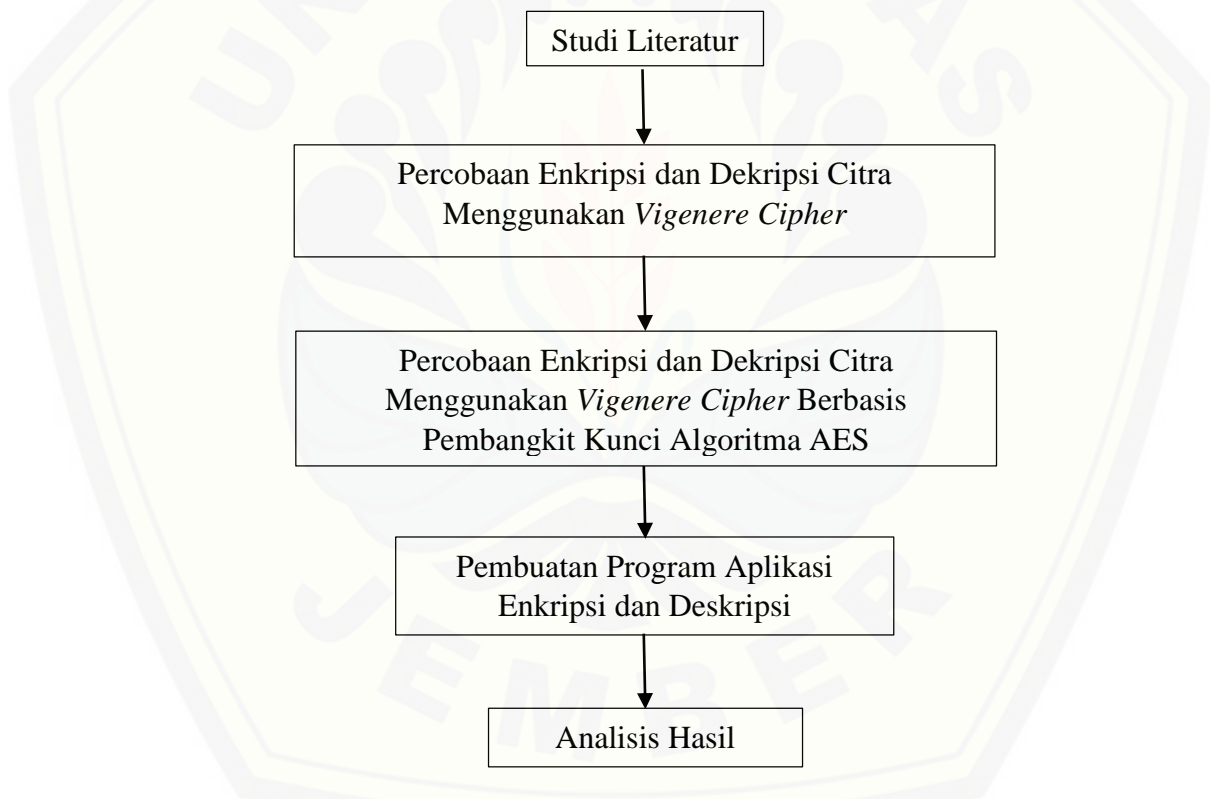 Studi Literatur
Percobaan Enkripsi dan Dekripsi Citra
Menggunakan Vigenere Cipher
Percobaan Enkripsi dan Dekripsi Citra
Menggunakan Vigenere Cipher Berbasis
Pembangkit Kunci Algoritma AES
Pembuatan Program Aplikasi
Enkripsi dan Deskripsi
Analisis Hasil
JEMBER